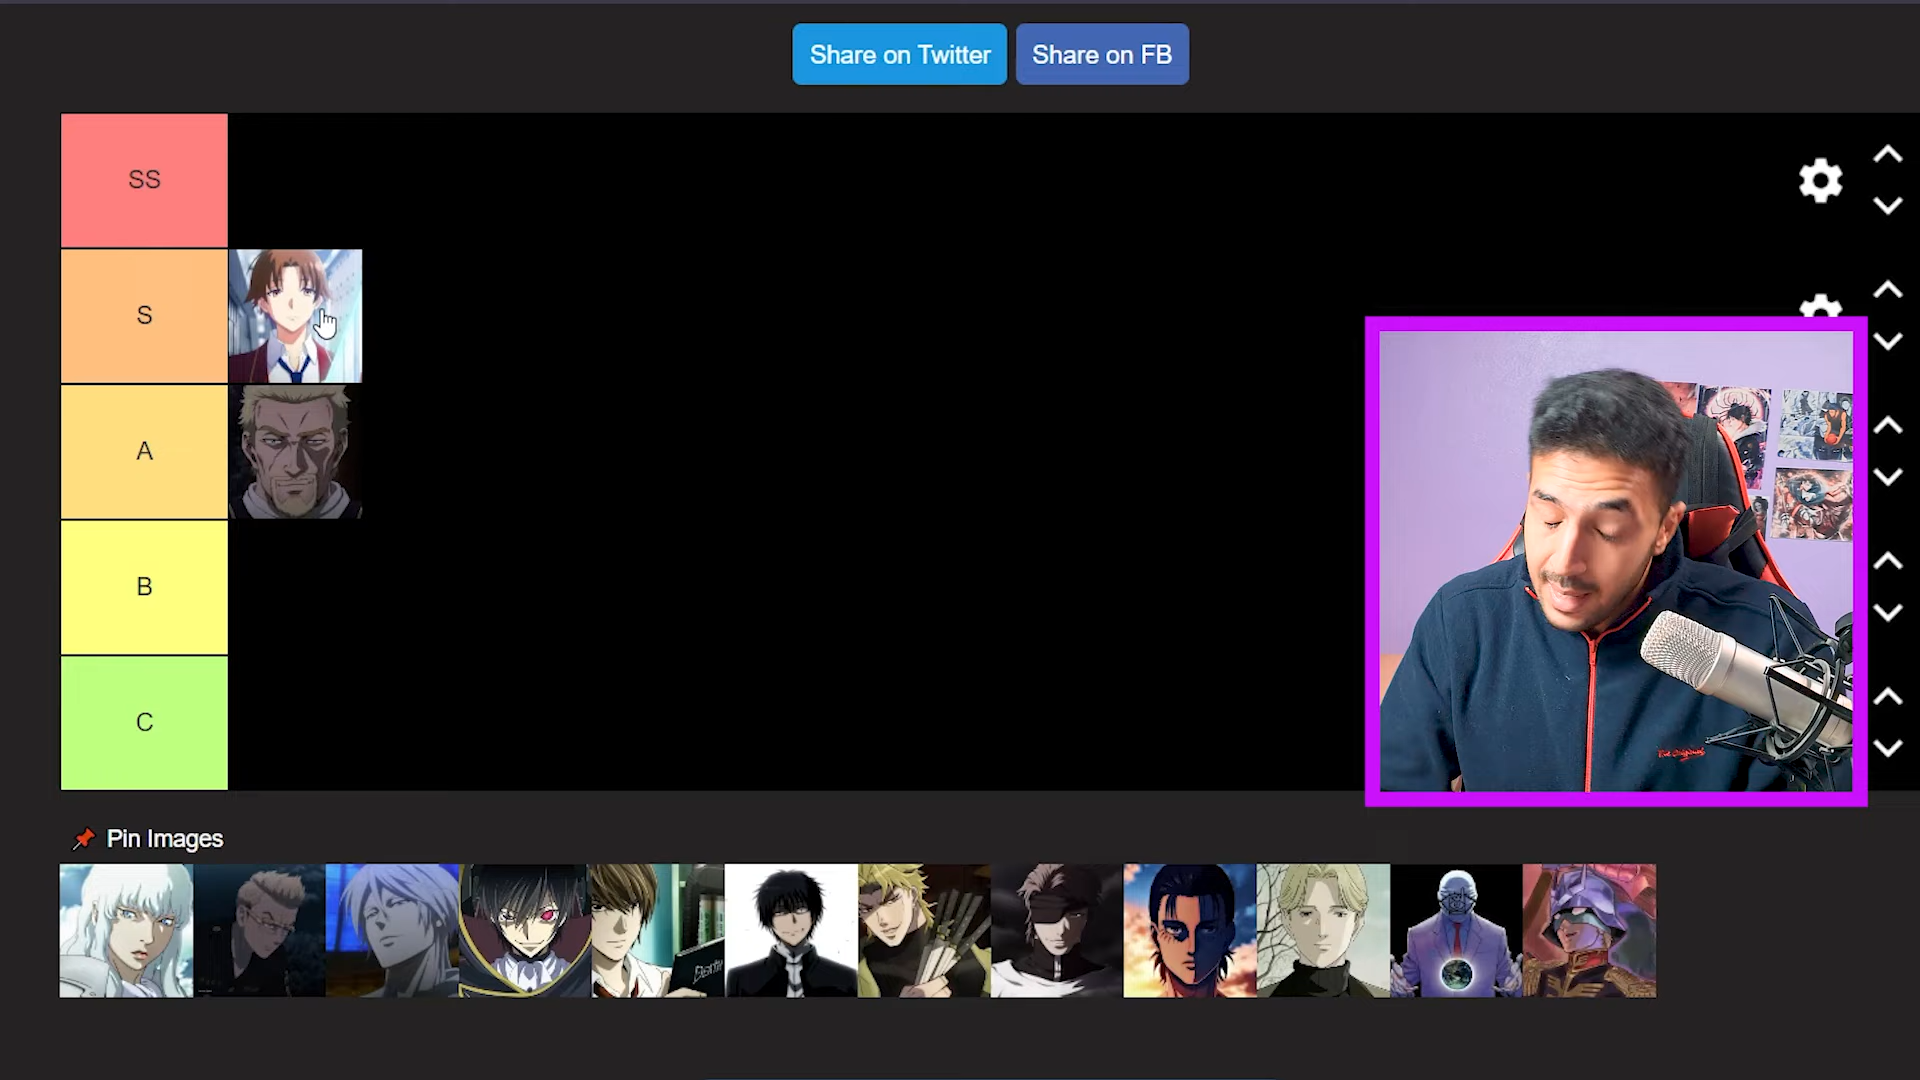 Share on Twitter
Share on FB
SS
S
A
B
C
Pin Images